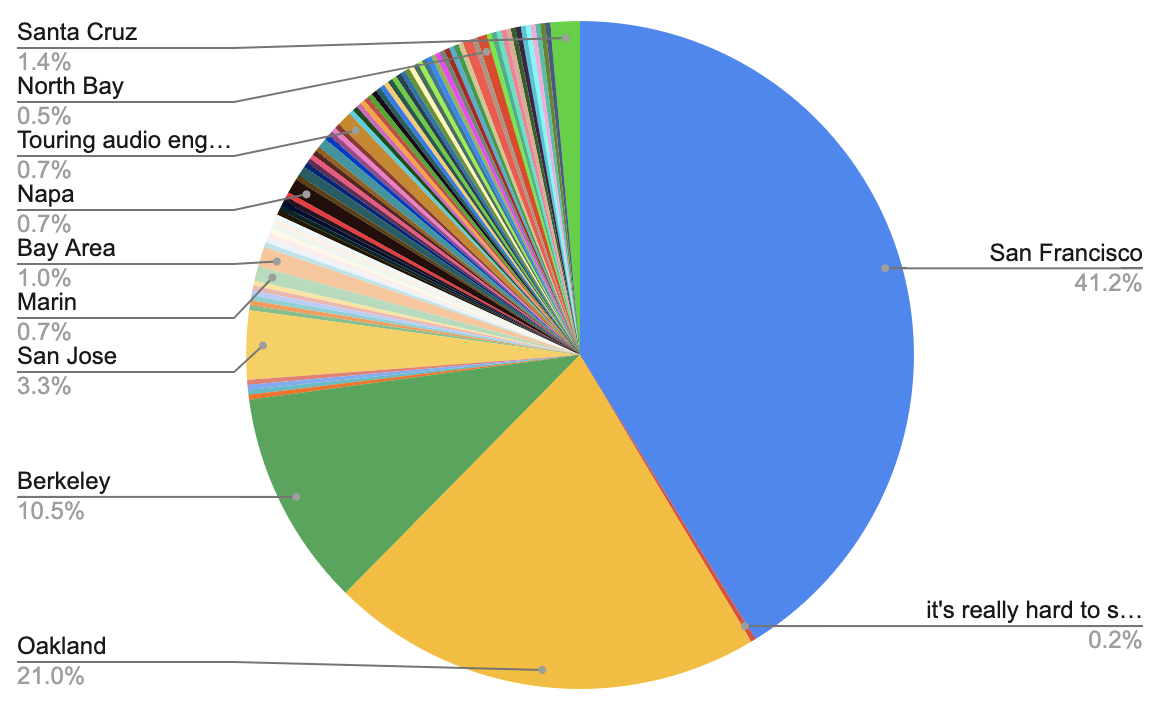 Santa Cruz
1.4%
North Bay
0.5%
Touring audio eng…
0.7%
Napa
0.7%
Bay Area
1.0%
Marin
0.7%
San Jose
3.3%
Berkeley
10.5%
Oakland
21.0%
San Francisco
41.2%
it's really hard to s…
0.2%